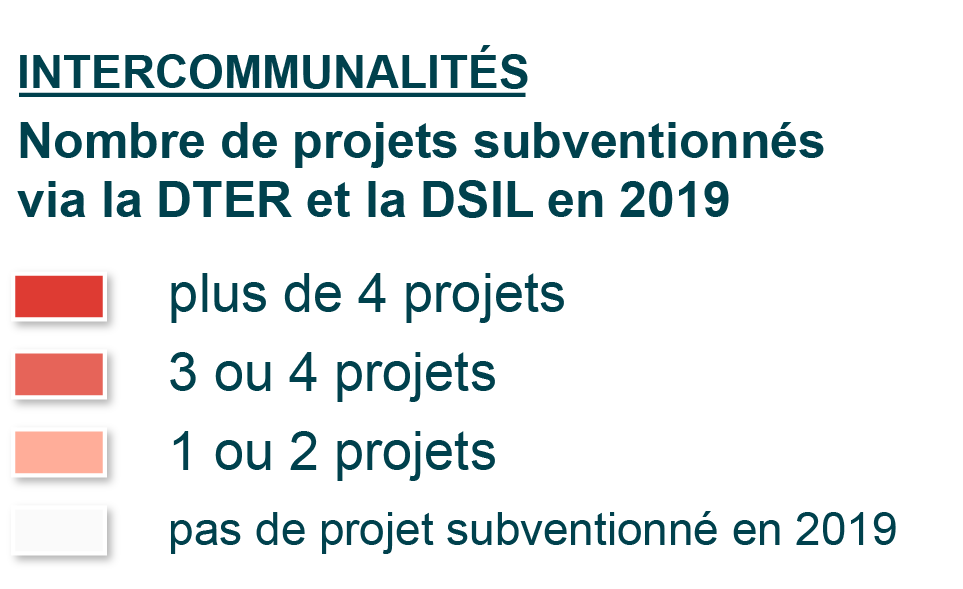 INTERCOMMUNALITÉS
Nombre de projets subventionnés
via la DTER et la DSIL en 2019
plus de 4 projets
3 ou 4 projets
1 ou 2 projets
pas de projet subventionné en 2019